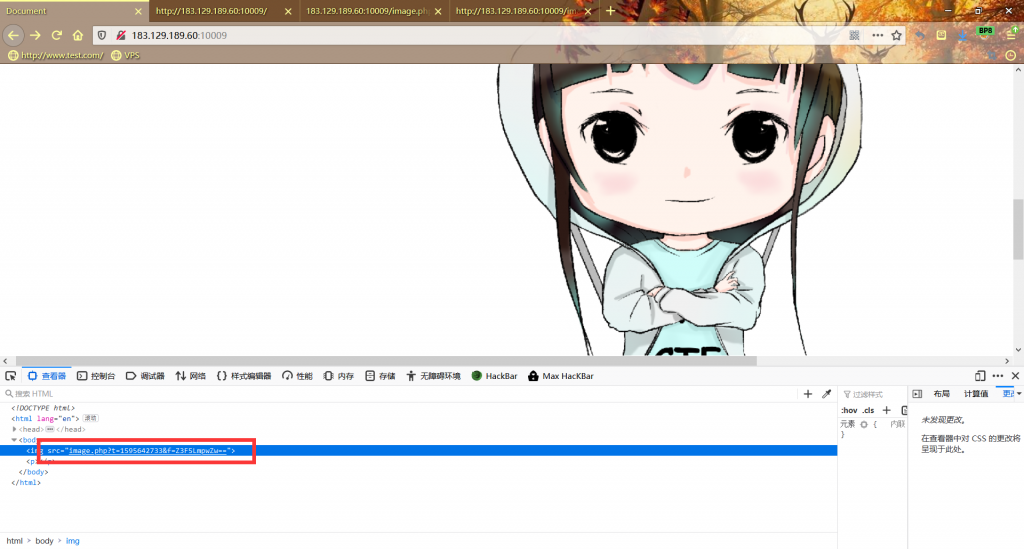 Document
http://183.129.189.60:10009/
183.129.189.60:10009/image.ph
http://183.129.189.60:10009/im
BP8
183.129.189.60:10009
http://www.test.com/
VPS
CTF
查看器
控制台
调试器
网络
样式编辑器
性能
内存
存储
无障碍环境
HackBar
Max HacKBar
搜索 HTML
过滤样式
:hov .cls
布局
计算值
更改
<!DOCTYPE html>
<html lang="en"> 滚动
<head> </head>
<body
<img src="image.php?t=1595642733&f=Z3F5LmpwZw==">
</body>
</html>
元素 { 内联
}
未发现更改。
在查看器中对 CSS 的更改将
呈现于此处。
html > body > img